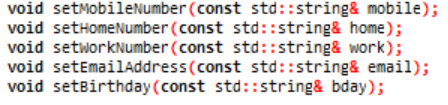 void setMobileNumber(const std::string& mobile);
void setHomeNumber(const std::string& home);
void setWorkNumber(const std::string& work);
void setEmailAddress(const std::string& email);
void setBirthday(const std::string& bday);